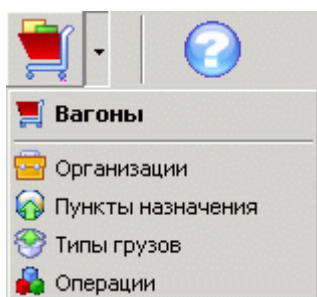 Вагоны
Организации
Пункты назначения
Типы грузов
Операции